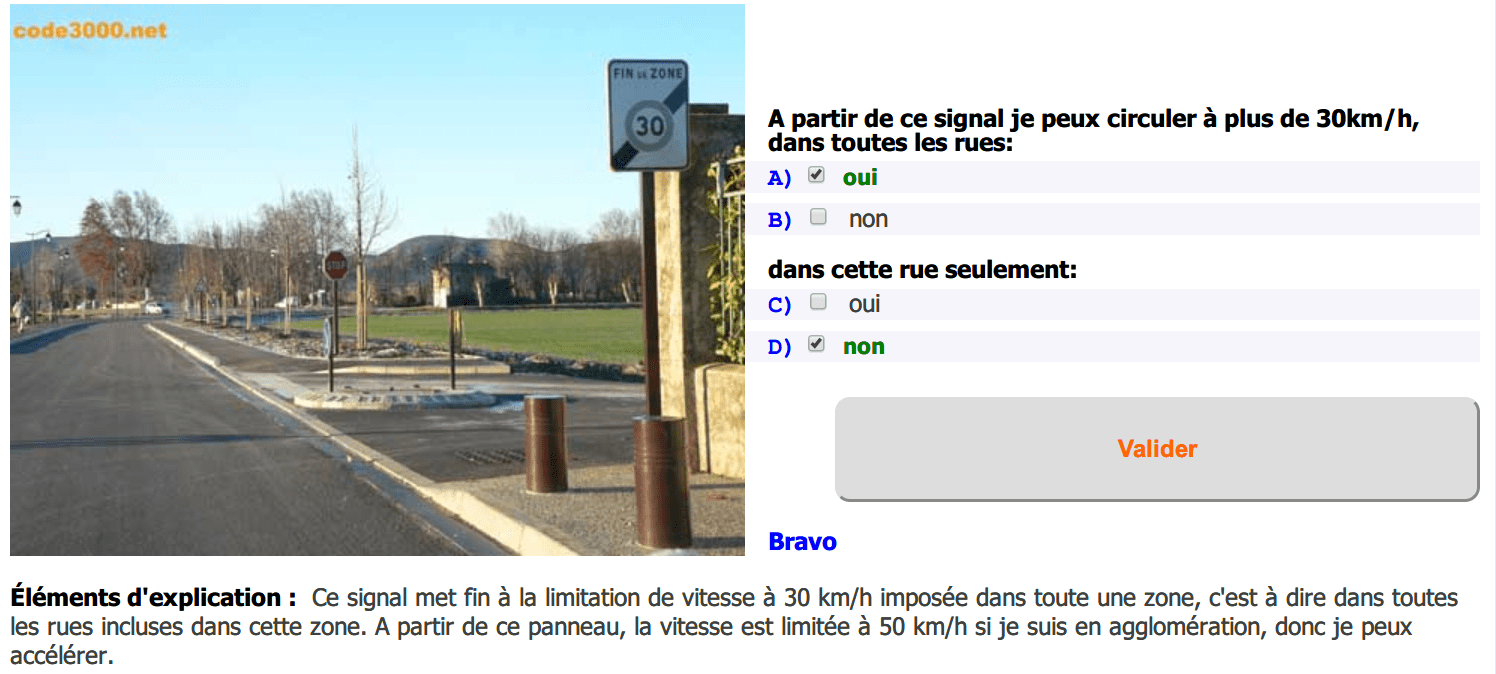 code3000.net
FIN DE ZONE
30
STOP
A partir de ce signal je peux circuler à plus de 30km/h,
dans toutes les rues:
A) oui
B) non
dans cette rue seulement:
C) oui
D) non
Valider
Bravo
Éléments d'explication : Ce signal met fin à la limitation de vitesse à 30 km/h imposée dans toute une zone, c'est à dire dans toutes
les rues incluses dans cette zone. A partir de ce panneau, la vitesse est limitée à 50 km/h si je suis en agglomération, donc je peux
accélérer.